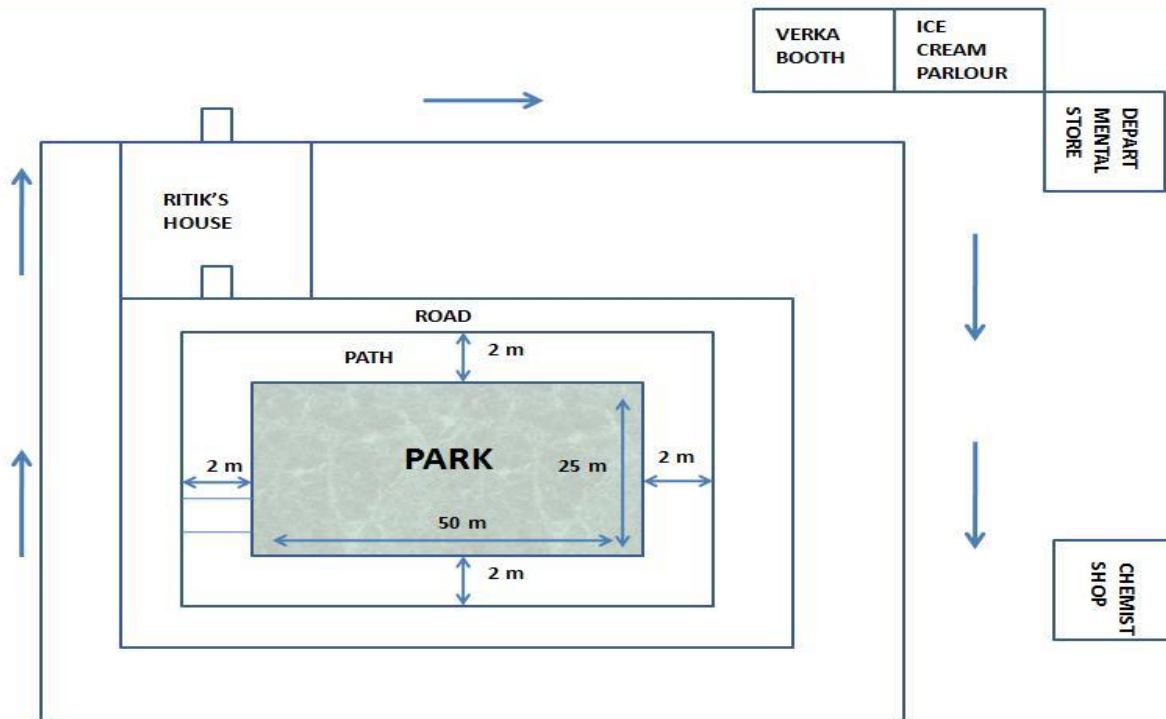 VERKA
BOOTH
ICE
CREAM
PARLOUR
DEPART
MENTAL
STORE
RITIK'S
HOUSE
ROAD
PATH
2 m
PARK
2 m
25 m
2 m
50 m
2 m
CHEMIST
SHOP